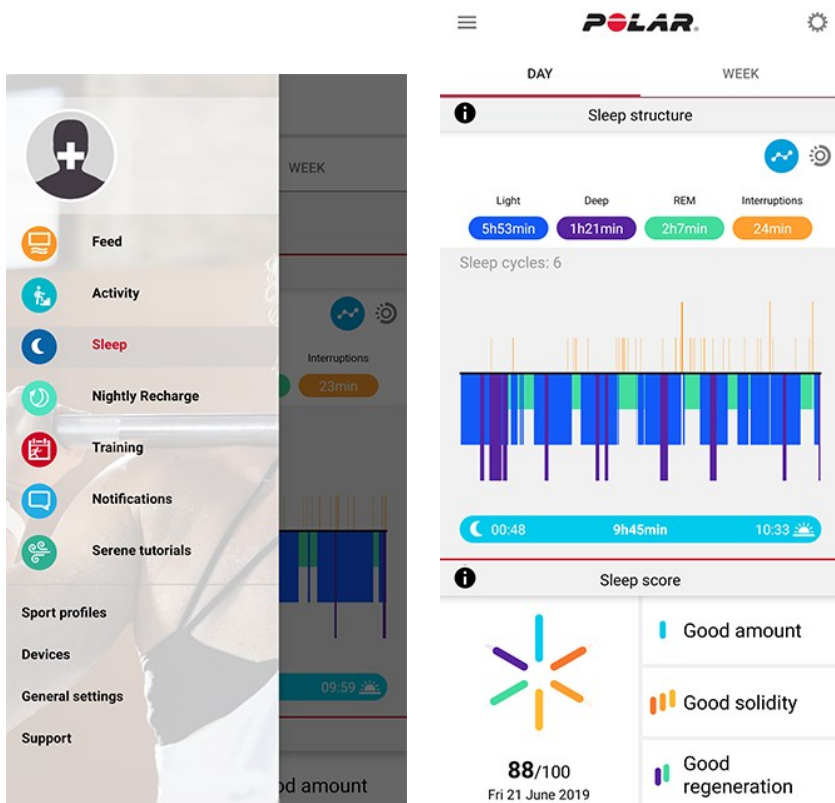 WEEK
Feed
Activity
Sleep
Interruptions
Nightly Recharge
23min
Training
Notifications
Serene tutorials
Sport profiles
Devices
General settings
09:59
Support
od amount
POLAR.
DAY WEEK
Sleep structure
Light Deep REM Interruptions
5h53min 1h21min 2h7min 24min
Sleep cycles: 6
00:48 9h45min 10:33
Sleep score
Good amount
Good solidity
88/100
Fri 21 June 2019
Good
regeneration